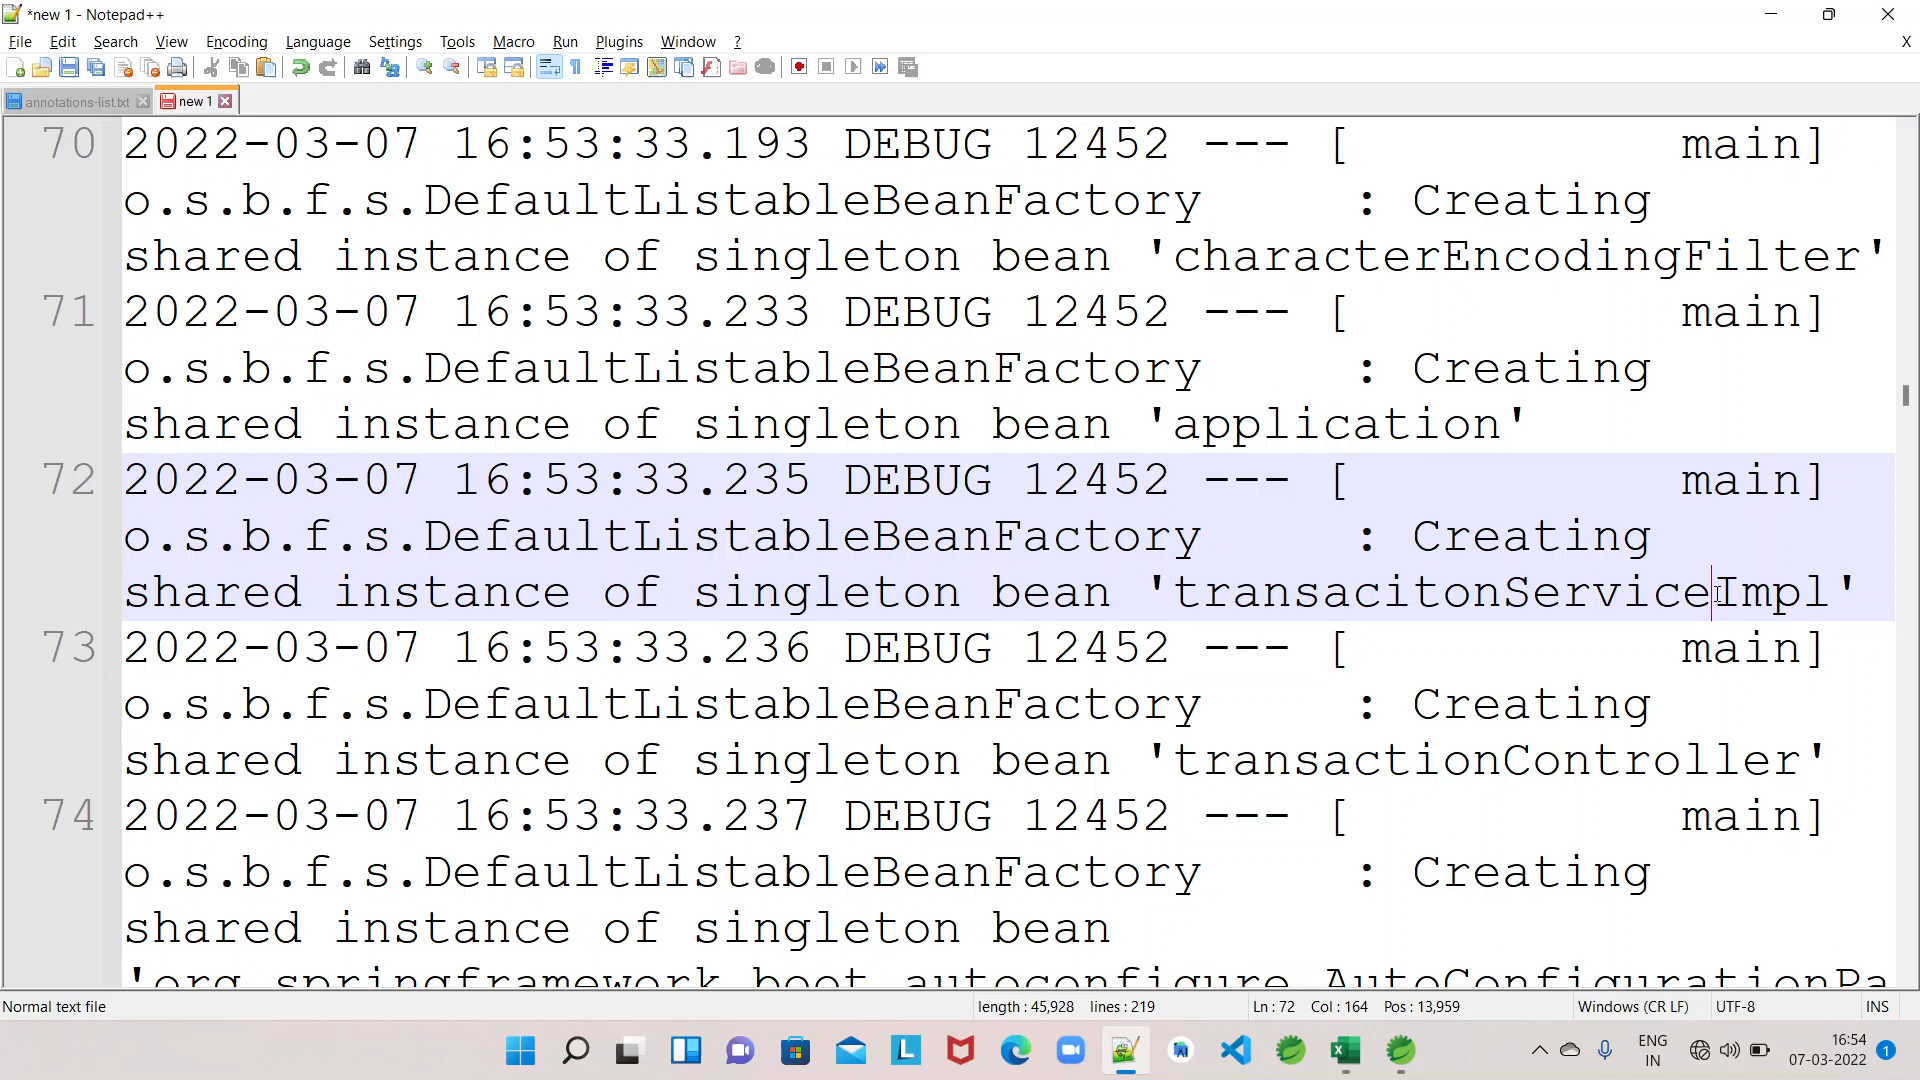 *new 1 - Notepad++
File Edit Search View Encoding Language Settings Tools Macro Run Plugins Window ? X
annotations-list.txt new 1
70 2022-03-07 16:53:33.193 DEBUG 12452 --- [ main]
o.s.b.f.s.DefaultListableBeanFactory : Creating
shared instance of singleton bean 'characterEncodingFilter'
71 2022-03-07 16:53:33.233 DEBUG 12452 --- [ main]
o.s.b.f.s.DefaultListableBeanFactory : Creating
shared instance of singleton bean 'application'
72 2022-03-07 16:53:33.235 DEBUG 12452 --- [ main]
o.s.b.f.s.DefaultListableBeanFactory : Creating
shared instance of singleton bean 'transacitonServiceImpl'
73 2022-03-07 16:53:33.236 DEBUG 12452 --- [ main]
o.s.b.f.s.DefaultListableBeanFactory : Creating
shared instance of singleton bean 'transactionController'
74 2022-03-07 16:53:33.237 DEBUG 12452 --- [ main]
o.s.b.f.s.DefaultListableBeanFactory : Creating
shared instance of singleton bean
'org.springframework.boot.autoconfigure.AutoConfigurationPa
Normal text file length : 45,928 lines : 219 Ln : 72 Col : 164 Pos : 13,959 Windows (CR LF) UTF-8 INS
ENG 16:54
IN 07-03-2022 1